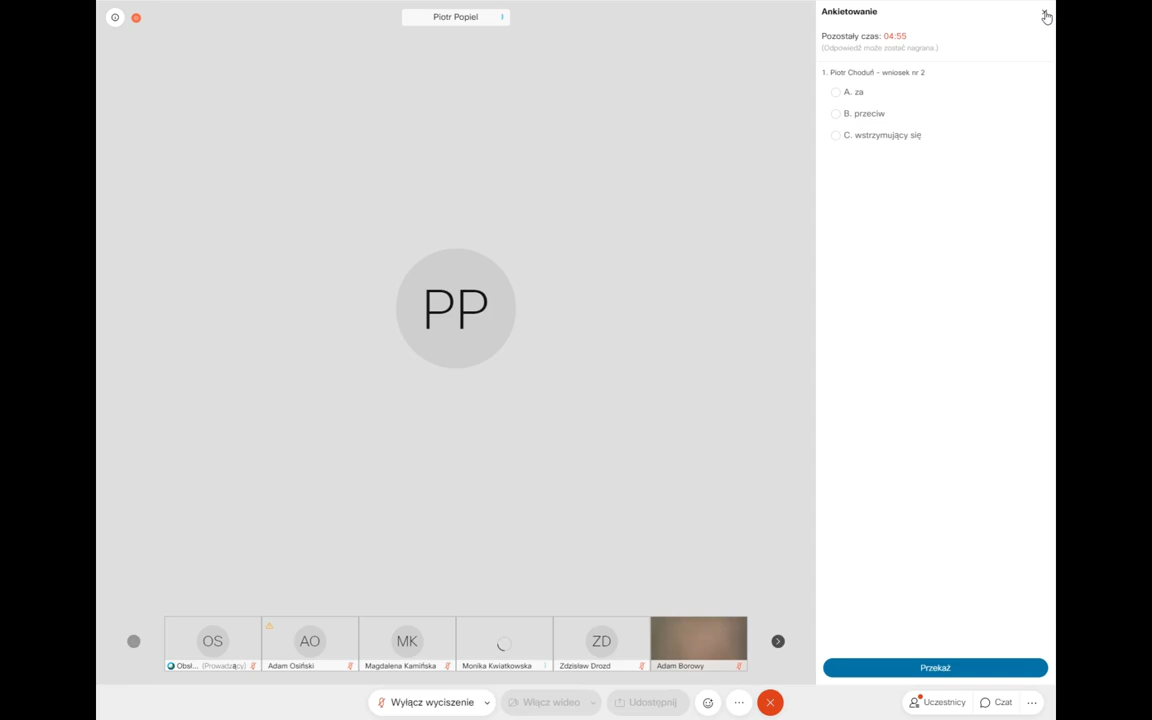 Piotr Popiel
Ankietowanie
Pozostały czas: 04:55
(Odpowiedź może zostać nagrana.)
1. Piotr Choduń - wniosek nr 2
A. za
B. przeciw
C. wstrzymujący się
PP
OS
AO
MK
ZD
Obsł... (Prowadzący)
Adam Osiński
Magdalena Kamińska
Monika Kwiatkowska
Zdzisław Drozd
Adam Borowy
Przekaż
Wyłącz wyciszenie
Włącz wideo
Udostępnij
Uczestnicy
Czat